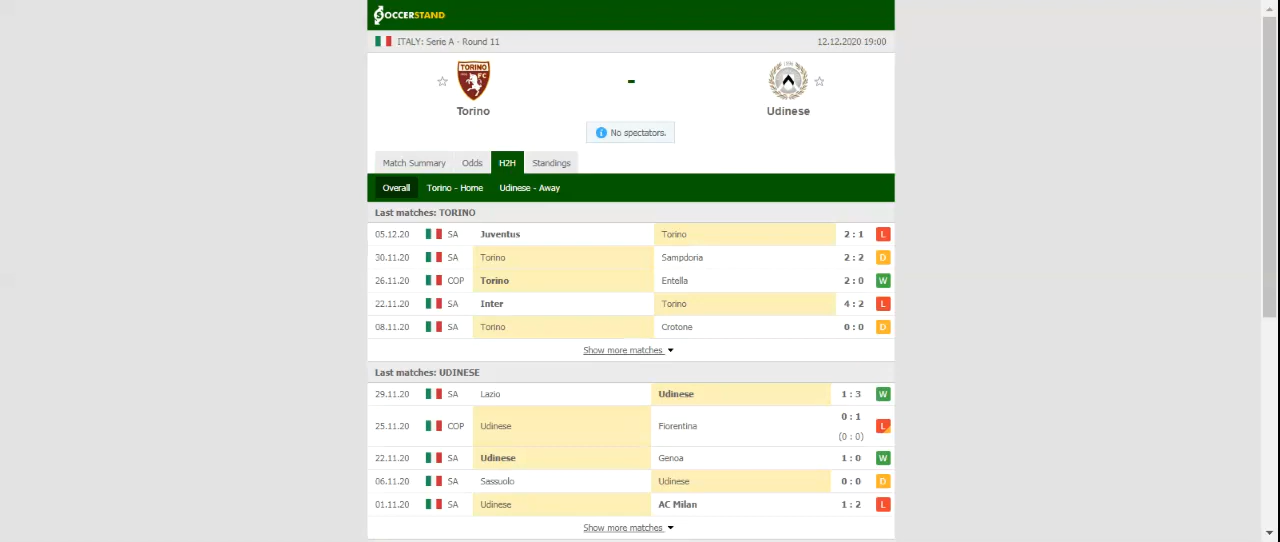 SOCCERSTAND
ITALY: Serie A - Round 11 12.12.2020 19:00
TORINO
FC
-
Torino Udinese
No spectators.
Match Summary Odds H2H Standings
Overall Torino - Home Udinese - Away
Last matches: TORINO
05.12.20 SA Juventus Torino 2 : 1 L
30.11.20 SA Torino Sampdoria 2 : 2 D
26.11.20 COP Torino Entella 2 : 0 W
22.11.20 SA Inter Torino 4 : 2 L
08.11.20 SA Torino Crotone 0 : 0 D
Show more matches
Last matches: UDINESE
29.11.20 SA Lazio Udinese 1 : 3 W
25.11.20 COP Udinese Fiorentina 0 : 1 (0 : 0) L
22.11.20 SA Udinese Genoa 1 : 0 W
06.11.20 SA Sassuolo Udinese 0 : 0 D
01.11.20 SA Udinese AC Milan 1 : 2 L
Show more matches